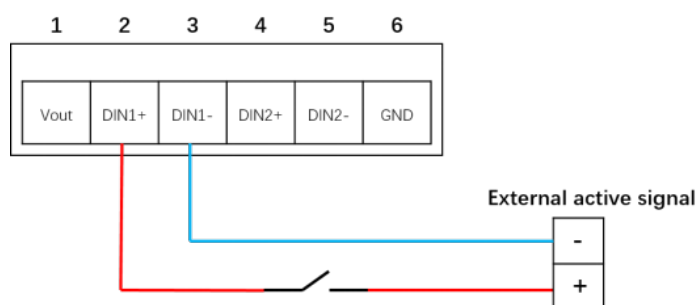 1 2 3 4 5 6
Vout DIN1+ DIN1- DIN2+ DIN2- GND
External active signal
-
+